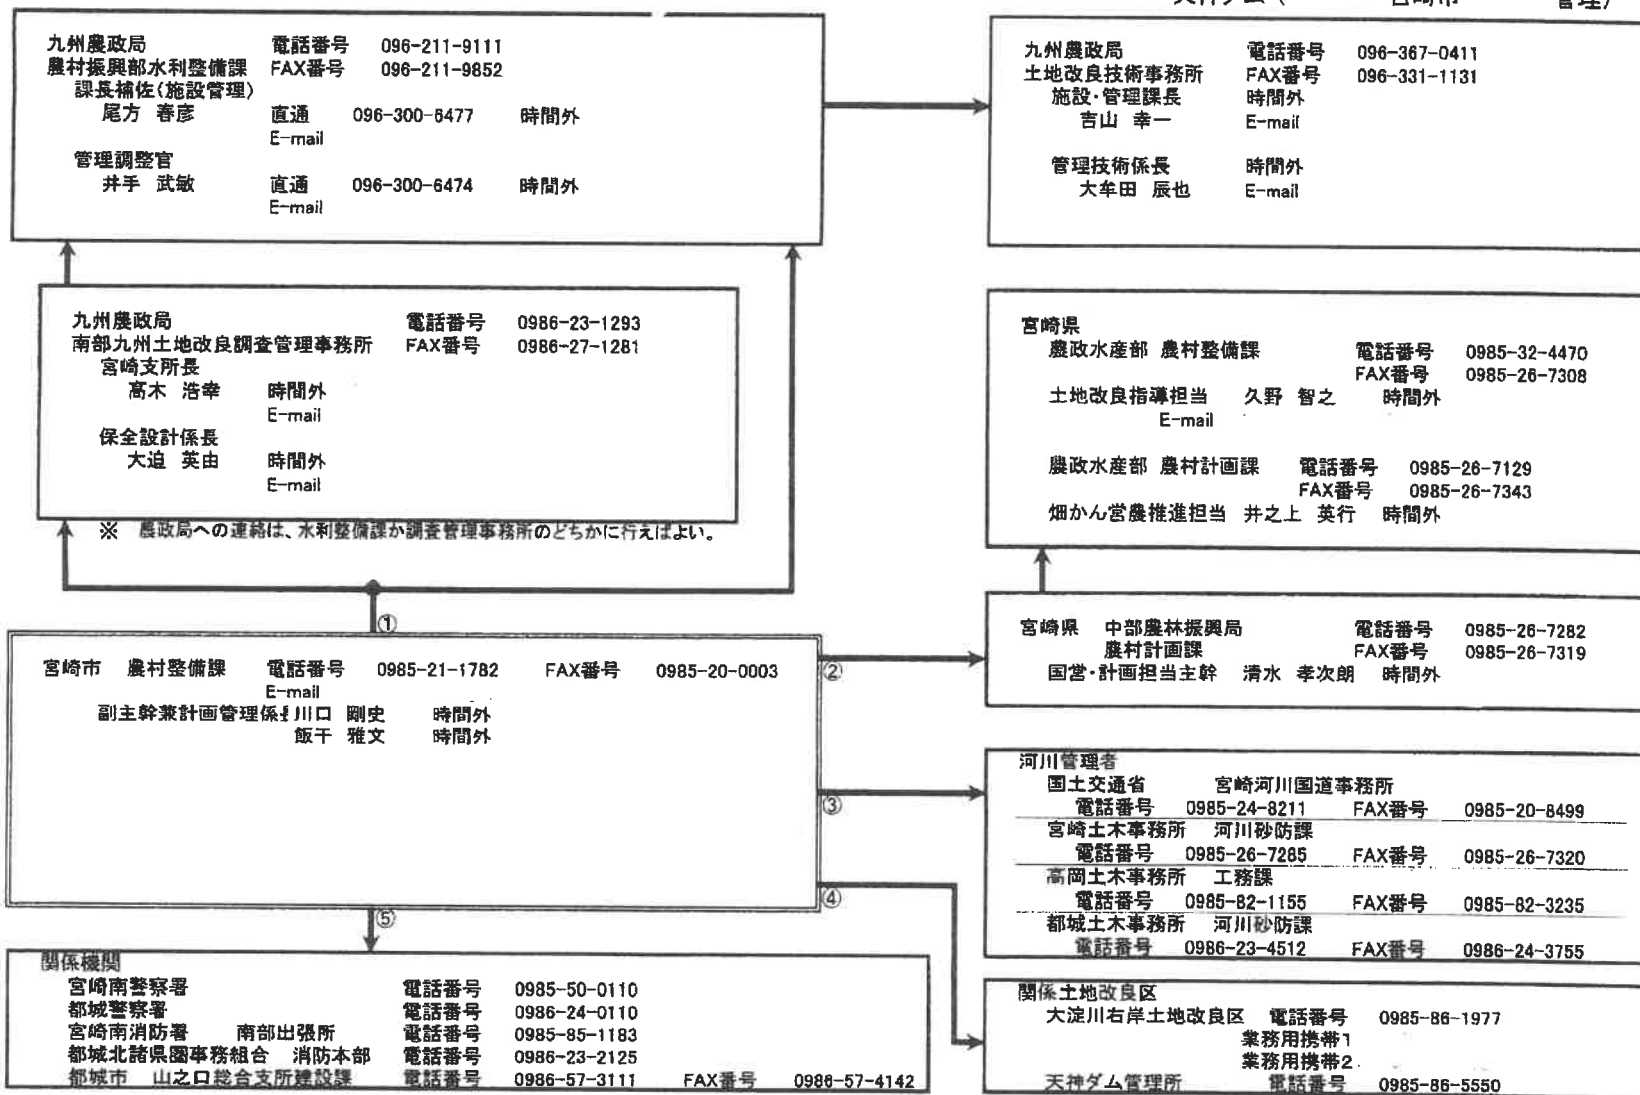 天神ダム（　宮崎市　管理）
九州農政局　電話番号　096-211-9111
農村振興部水利整備課　FAX番号　096-211-9852
課長補佐(施設管理)
尾方　春彦　直通　096-300-6477　時間外
E-mail
管理調整官
井手　武敏　直通　096-300-6474　時間外
E-mail
九州農政局　電話番号　096-367-0411
土地改良技術事務所　FAX番号　096-331-1131
施設・管理課長　時間外
吉山　幸一　E-mail
管理技術係長　時間外
大牟田　辰也　E-mail
九州農政局　電話番号　0986-23-1293
南部九州土地改良調査管理事務所　FAX番号　0986-27-1281
宮崎支所長
高木　浩幸　時間外
E-mail
保全設計係長
大迫　英由　時間外
E-mail
※　農政局への連絡は、水利整備課か調査管理事務所のどちかに行えばよい。
宮崎県
農政水産部　農村整備課　電話番号　0985-32-4470
FAX番号　0985-26-7308
土地改良指導担当　久野　智之　時間外
E-mail
農政水産部　農村計画課　電話番号　0985-26-7129
FAX番号　0985-26-7343
畑かん営農推進担当　井之上　英行　時間外
①
宮崎市　農村整備課　電話番号　0985-21-1782　FAX番号　0985-20-0003
E-mail
副主幹兼計画管理係　川口　剛史　時間外
飯干　雅文　時間外
②
③
④
⑤
宮崎県　中部農林振興局　電話番号　0985-26-7282
農村計画課　FAX番号　0985-26-7319
国営・計画担当主幹　清水　孝次朗　時間外
河川管理者
国土交通省　宮崎河川国道事務所
電話番号　0985-24-8211　FAX番号　0985-20-8499
宮崎土木事務所　河川砂防課
電話番号　0985-26-7285　FAX番号　0985-26-7320
高岡土木事務所　工務課
電話番号　0985-82-1155　FAX番号　0985-82-3235
都城土木事務所　河川砂防課
電話番号　0986-23-4512　FAX番号　0986-24-3755
関係機関
宮崎南警察署　電話番号　0985-50-0110
都城警察署　電話番号　0986-24-0110
宮崎南消防署　南部出張所　電話番号　0985-85-1183
都城北諸県圏事務組合　消防本部　電話番号　0986-23-2125
都城市　山之口総合支所建設課　電話番号　0986-57-3111　FAX番号　0986-57-4142
関係土地改良区
大淀川右岸土地改良区　電話番号　0985-86-1977
業務用携帯1
業務用携帯2
天神ダム管理所　電話番号　0985-86-5550